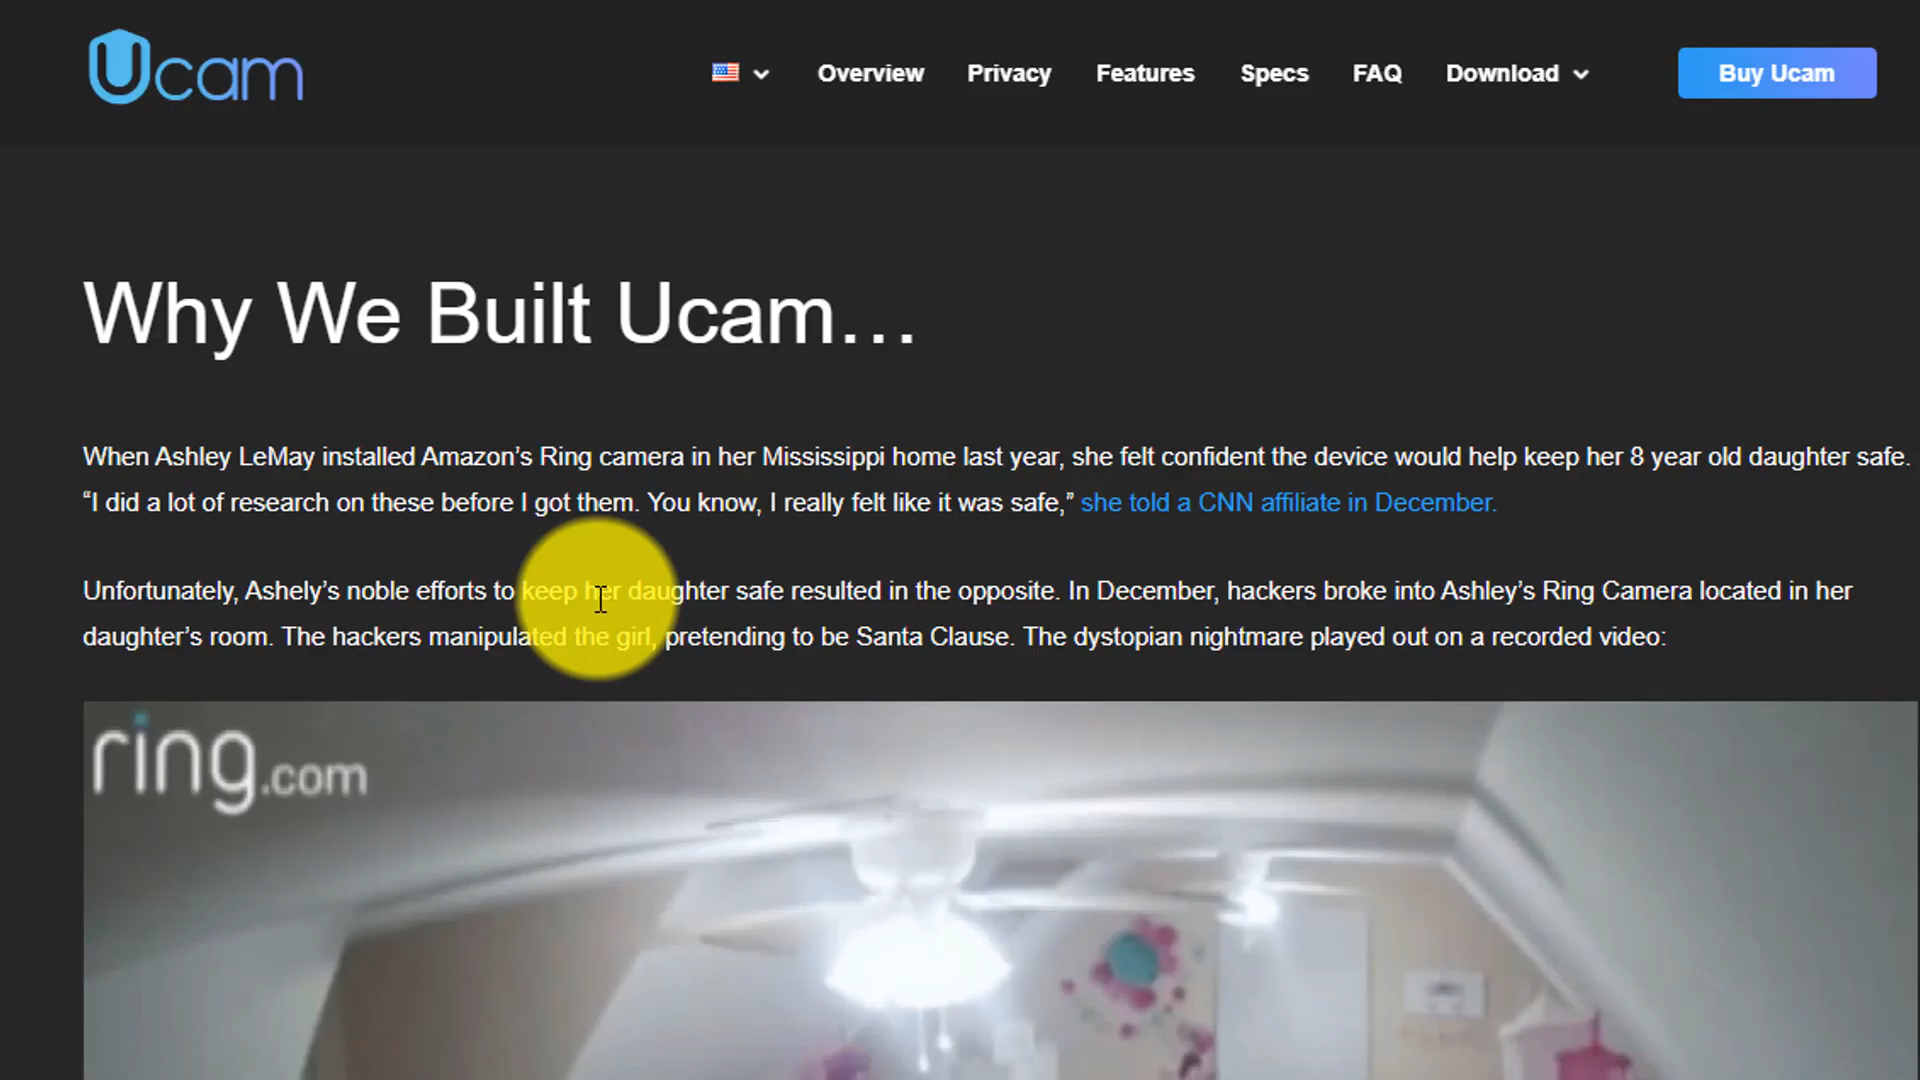 Ucam
Overview Privacy Features Specs FAQ Download Buy Ucam
Why We Built Ucam…
When Ashley LeMay installed Amazon’s Ring camera in her Mississippi home last year, she felt confident the device would help keep her 8 year old daughter safe.
“I did a lot of research on these before I got them. You know, I really felt like it was safe,” she told a CNN affiliate in December.
Unfortunately, Ashely’s noble efforts to keep her daughter safe resulted in the opposite. In December, hackers broke into Ashley’s Ring Camera located in her
daughter’s room. The hackers manipulated the girl, pretending to be Santa Clause. The dystopian nightmare played out on a recorded video:
ring.com